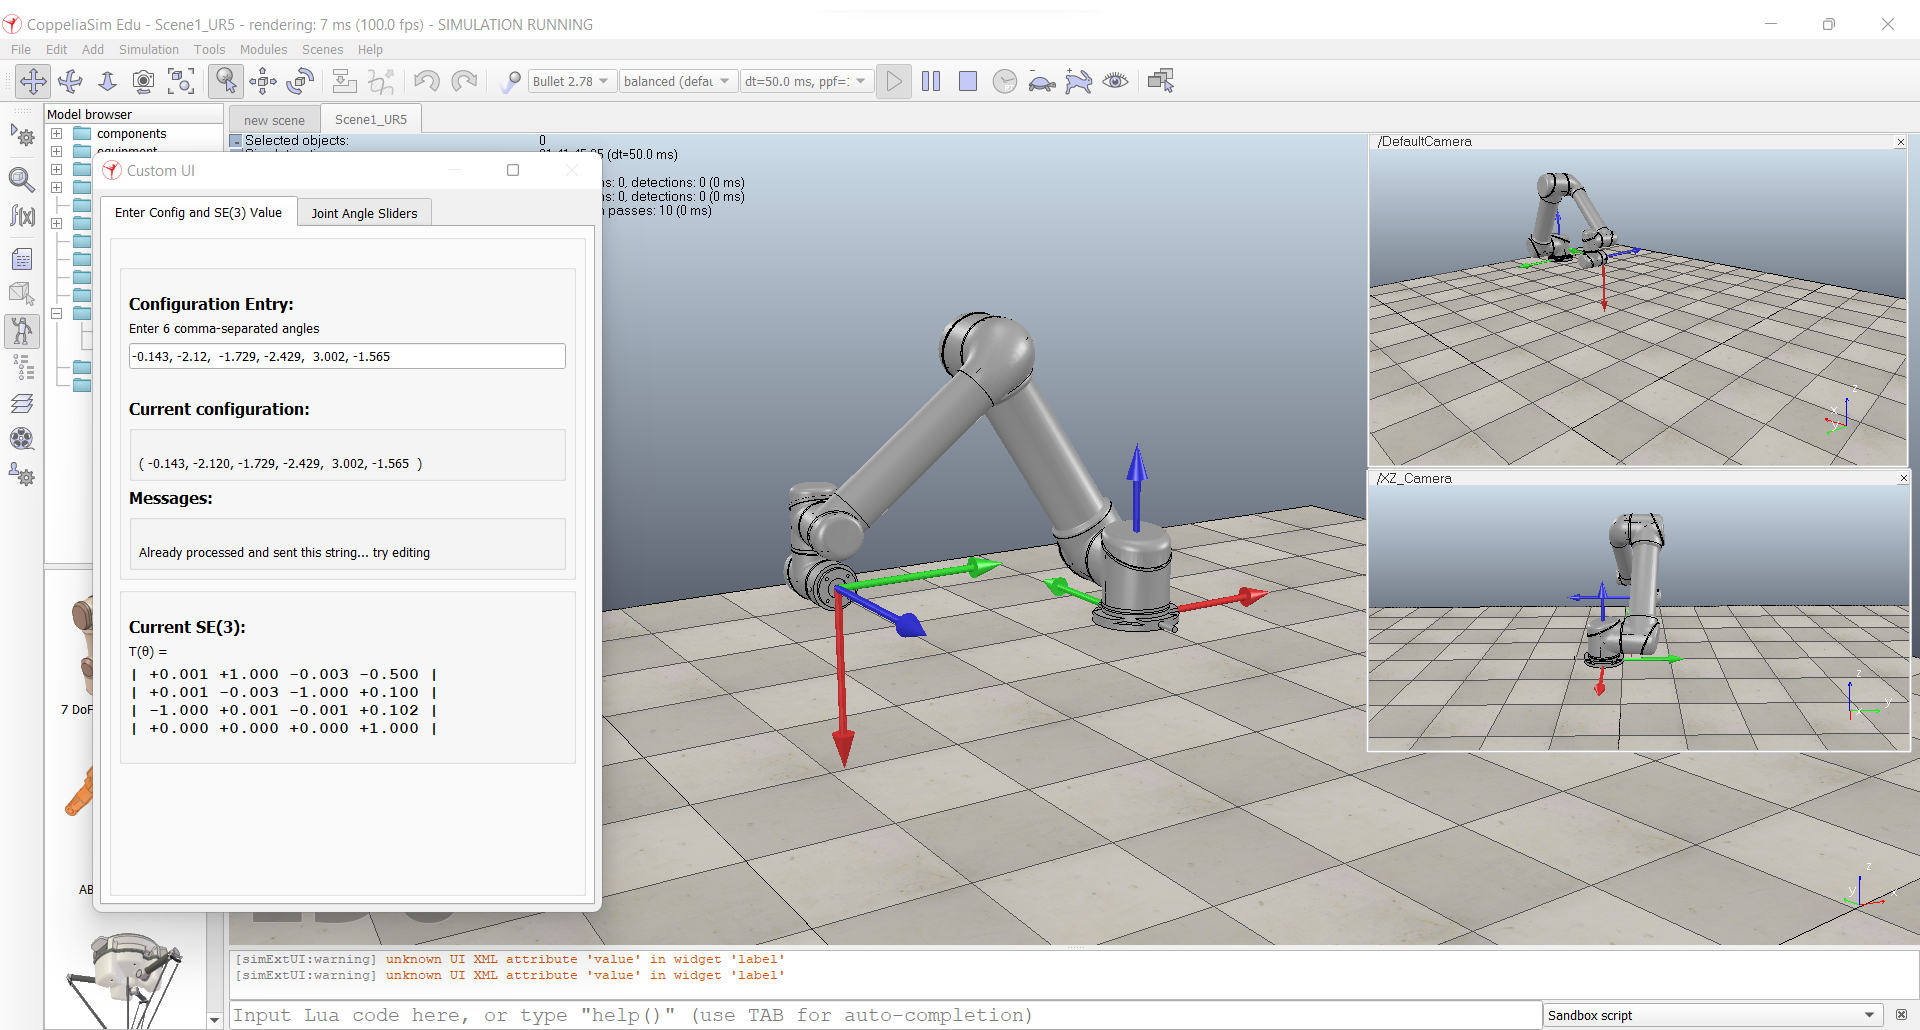 CoppeliaSim Edu - Scene1_UR5 - rendering: 7 ms (100.0 fps) - SIMULATION RUNNING
File Edit Add Simulation Tools Modules Scenes Help
Bullet 2.78 balanced (defau dt=50.0 ms, ppf=:
Model browser
new scene Scene1_UR5
components
Selected objects: 0
5 (dt=50.0 ms)
s: 0, detections: 0 (0 ms)
s: 0, detections: 0 (0 ms)
passes: 10 (0 ms)
Custom UI
Enter Config and SE(3) Value Joint Angle Sliders
Configuration Entry:
Enter 6 comma-separated angles
-0.143, -2.12, -1.729, -2.429, 3.002, -1.565
Current configuration:
( -0.143, -2.120, -1.729, -2.429, 3.002, -1.565 )
Messages:
Already processed and sent this string... try editing
Current SE(3):
T(θ) =
| +0.001 +1.000 -0.003 -0.500 |
| +0.001 -0.003 -1.000 +0.100 |
| -1.000 +0.001 -0.001 +0.102 |
| +0.000 +0.000 +0.000 +1.000 |
7 DoF
AB
/DefaultCamera
z
x
y
/XZ_Camera
z
y
x
z
y
x
[simExtUI:warning] unknown UI XML attribute 'value' in widget 'label'
[simExtUI:warning] unknown UI XML attribute 'value' in widget 'label'
Input Lua code here, or type "help()" (use TAB for auto-completion)
Sandbox script